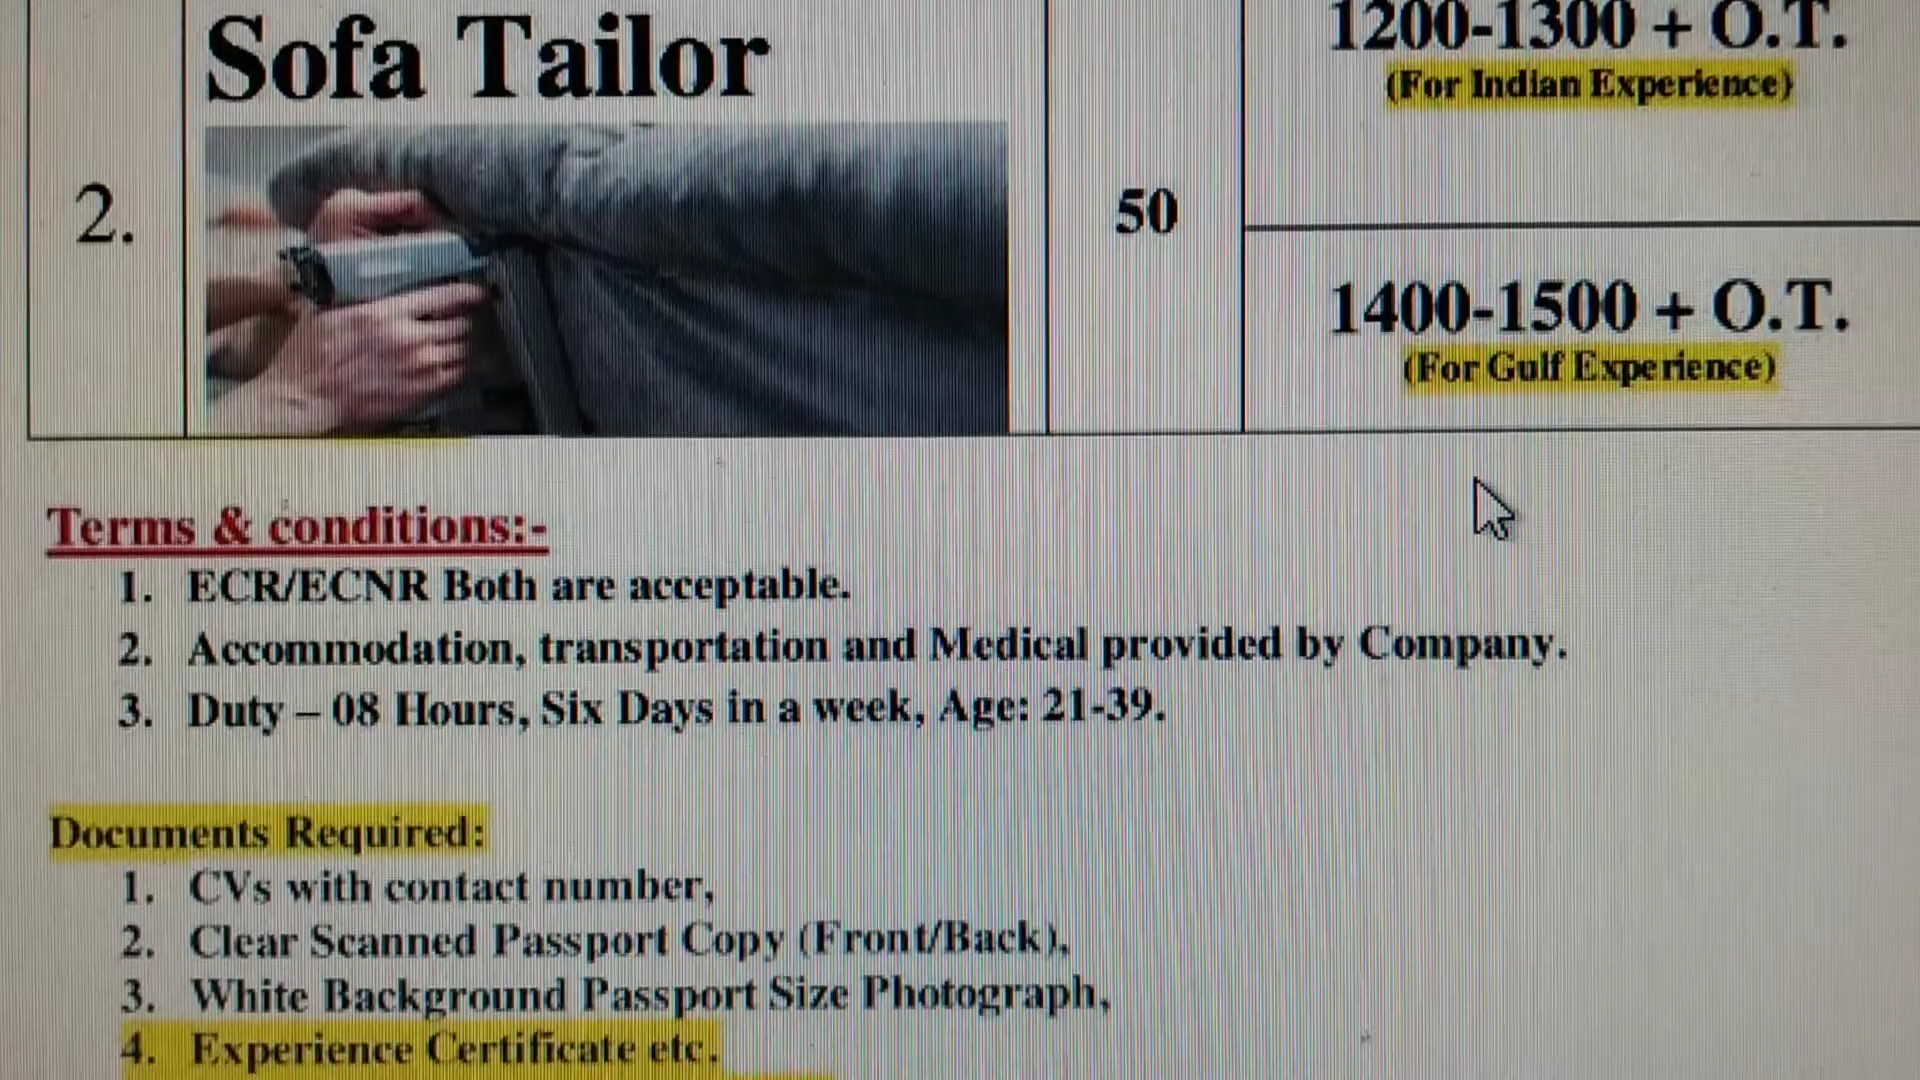 Sofa Tailor
2.
50
1200-1300 + O.T.
(For Indian Experience)
1400-1500 + O.T.
(For Gulf Experience)
Terms & conditions:-
1. ECR/ECNR Both are acceptable.
2. Accommodation, transportation and Medical provided by Company.
3. Duty – 08 Hours, Six Days in a week, Age: 21-39.
Documents Required:
1. CVs with contact number,
2. Clear Scanned Passport Copy (Front/Back),
3. White Background Passport Size Photograph,
4. Experience Certificate etc.